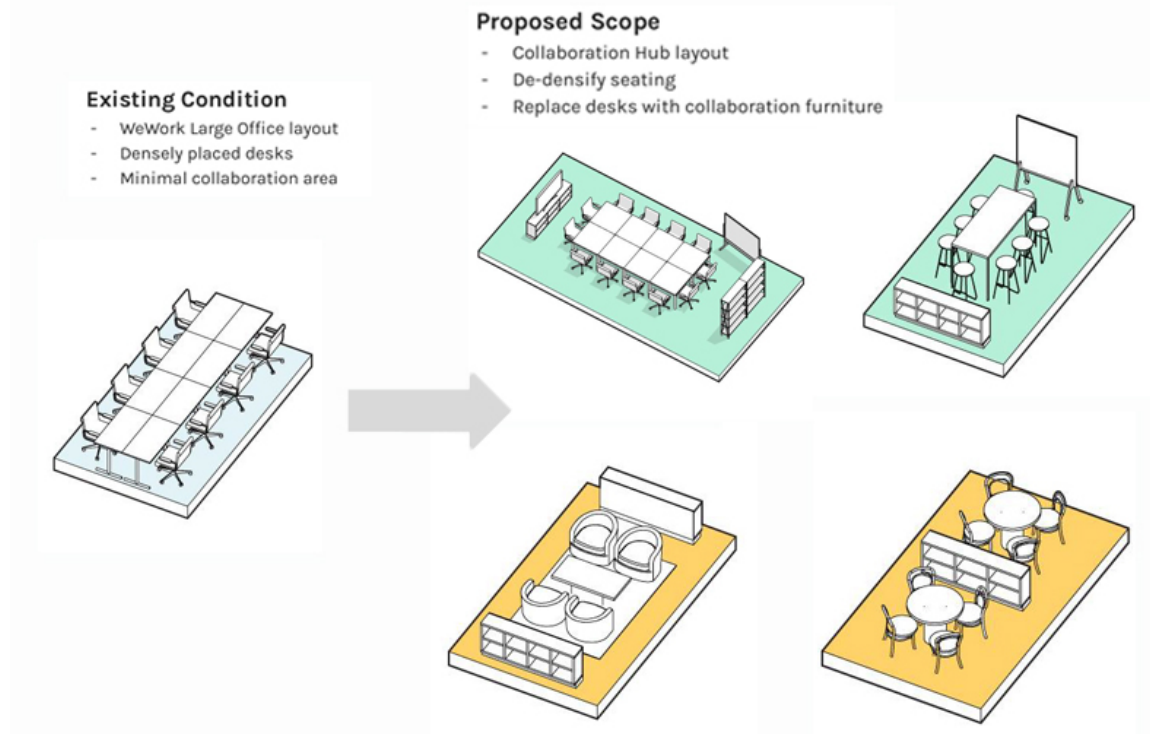 Existing Condition
- WeWork Large Office layout
- Densely placed desks
- Minimal collaboration area
Proposed Scope
- Collaboration Hub layout
- De-densify seating
- Replace desks with collaboration furniture